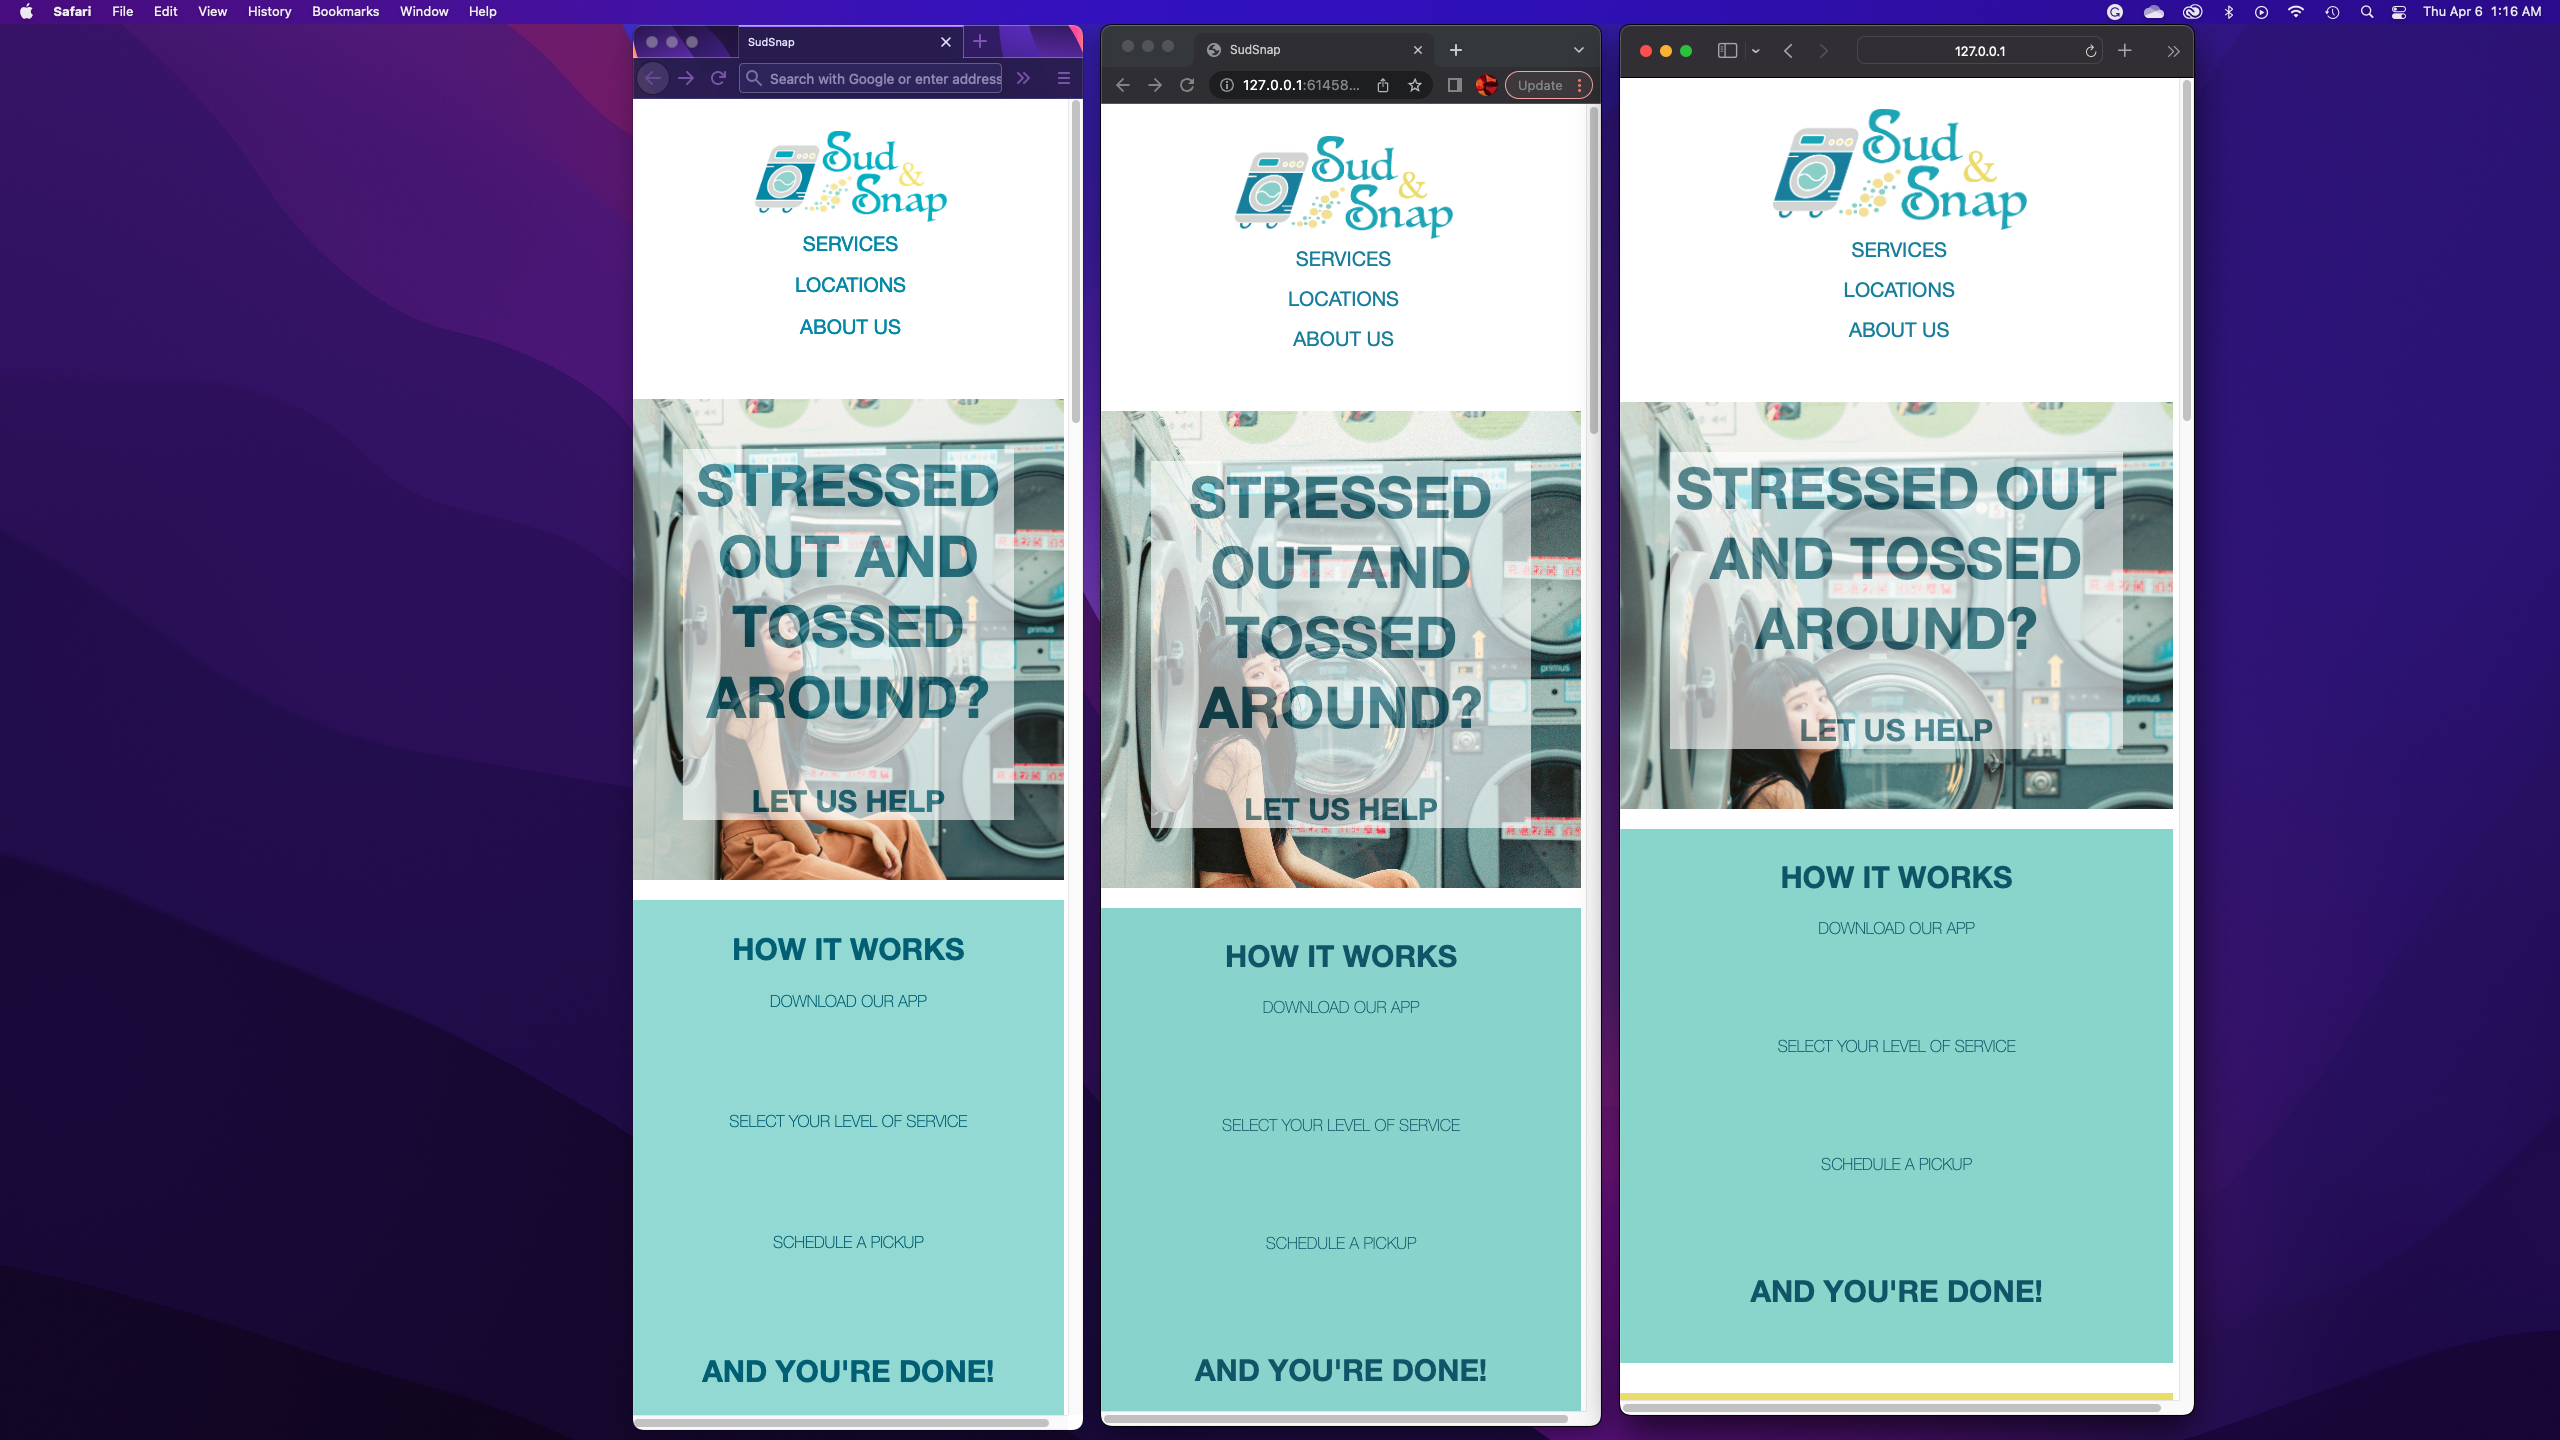 Safari File Edit View History Bookmarks Window Help
Thu Apr 6 1:16 AM
SudSnap
Search with Google or enter address
Sud
&
Snap
SERVICES
LOCATIONS
ABOUT US
STRESSED
OUT AND
TOSSED
AROUND?
LET US HELP
primus
HOW IT WORKS
DOWNLOAD OUR APP
SELECT YOUR LEVEL OF SERVICE
SCHEDULE A PICKUP
AND YOU'RE DONE!
SudSnap
127.0.0.1:61458...
Update
Sud
&
Snap
SERVICES
LOCATIONS
ABOUT US
STRESSED
OUT AND
TOSSED
AROUND?
LET US HELP
primus
HOW IT WORKS
DOWNLOAD OUR APP
SELECT YOUR LEVEL OF SERVICE
SCHEDULE A PICKUP
AND YOU'RE DONE!
127.0.0.1
Sud
&
Snap
SERVICES
LOCATIONS
ABOUT US
STRESSED OUT
AND TOSSED
AROUND?
LET US HELP
primus
HOW IT WORKS
DOWNLOAD OUR APP
SELECT YOUR LEVEL OF SERVICE
SCHEDULE A PICKUP
AND YOU'RE DONE!